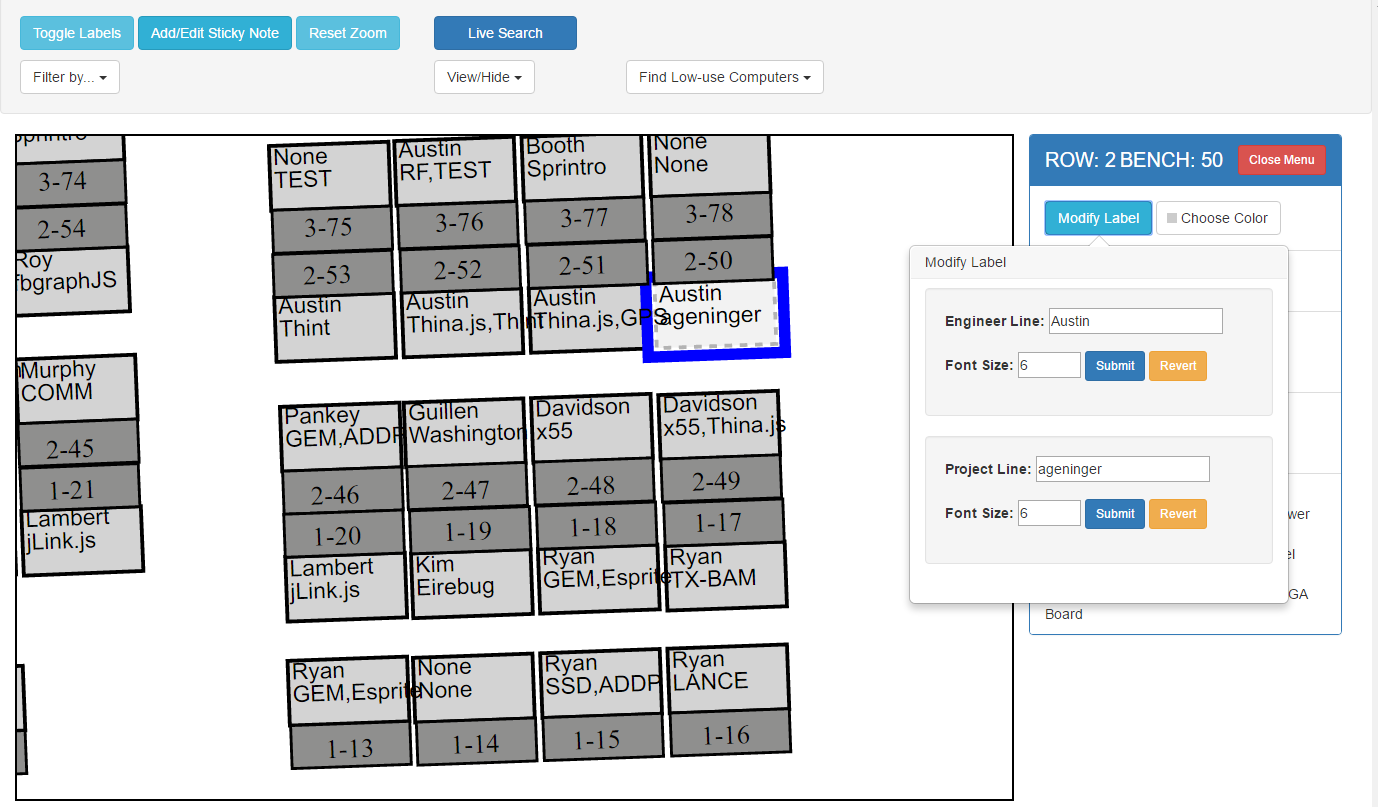 Toggle Labels Add/Edit Sticky Note Reset Zoom Live Search
Filter by... View/Hide Find Low-use Computers
ROW: 2 BENCH: 50 Close Menu
Modify Label Choose Color
Modify Label
Engineer Line: Austin
Font Size: 6 Submit Revert
Project Line: ageninger
Font Size: 6 Submit Revert
Board
3-74
2-54
Roy
fbgraphJS
None
TEST
3-75
2-53
Austin
Thint
Austin
RF,TEST
3-76
2-52
Austin
Thina.js,Thint
Booth
Sprintro
3-77
2-51
Austin
Thina.js,GPS
None
None
3-78
2-50
Austin
ageninger
Murphy
COMM
2-45
1-21
Lambert
jLink.js
Pankey
GEM,ADDP
2-46
1-20
Lambert
jLink.js
Guillen
Washington
2-47
1-19
Kim
Eirebug
Davidson
x55
2-48
1-18
Ryan
GEM,Esprite
Davidson
x55,Thina.js
2-49
1-17
Ryan
TX-BAM
Ryan
GEM,Esprite
1-13
None
None
1-14
Ryan
SSD,ADDP
1-15
Ryan
LANCE
1-16